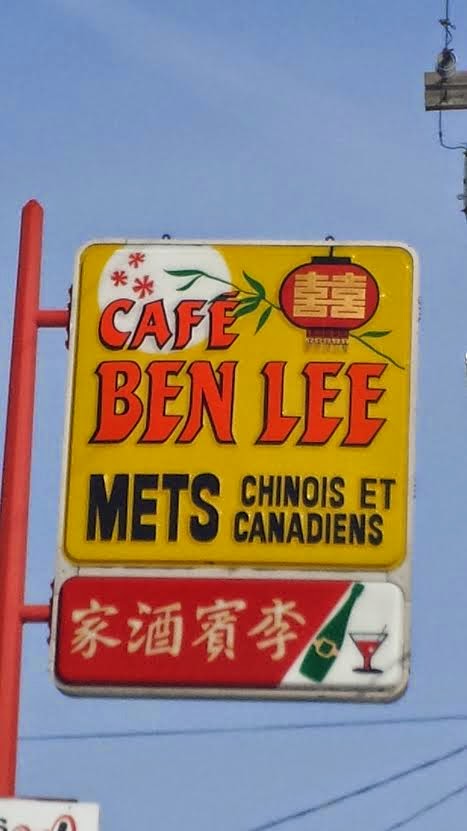 囍
CAFÉ
BEN LEE
METS CHINOIS ET
CANADIENS
家酒賓李